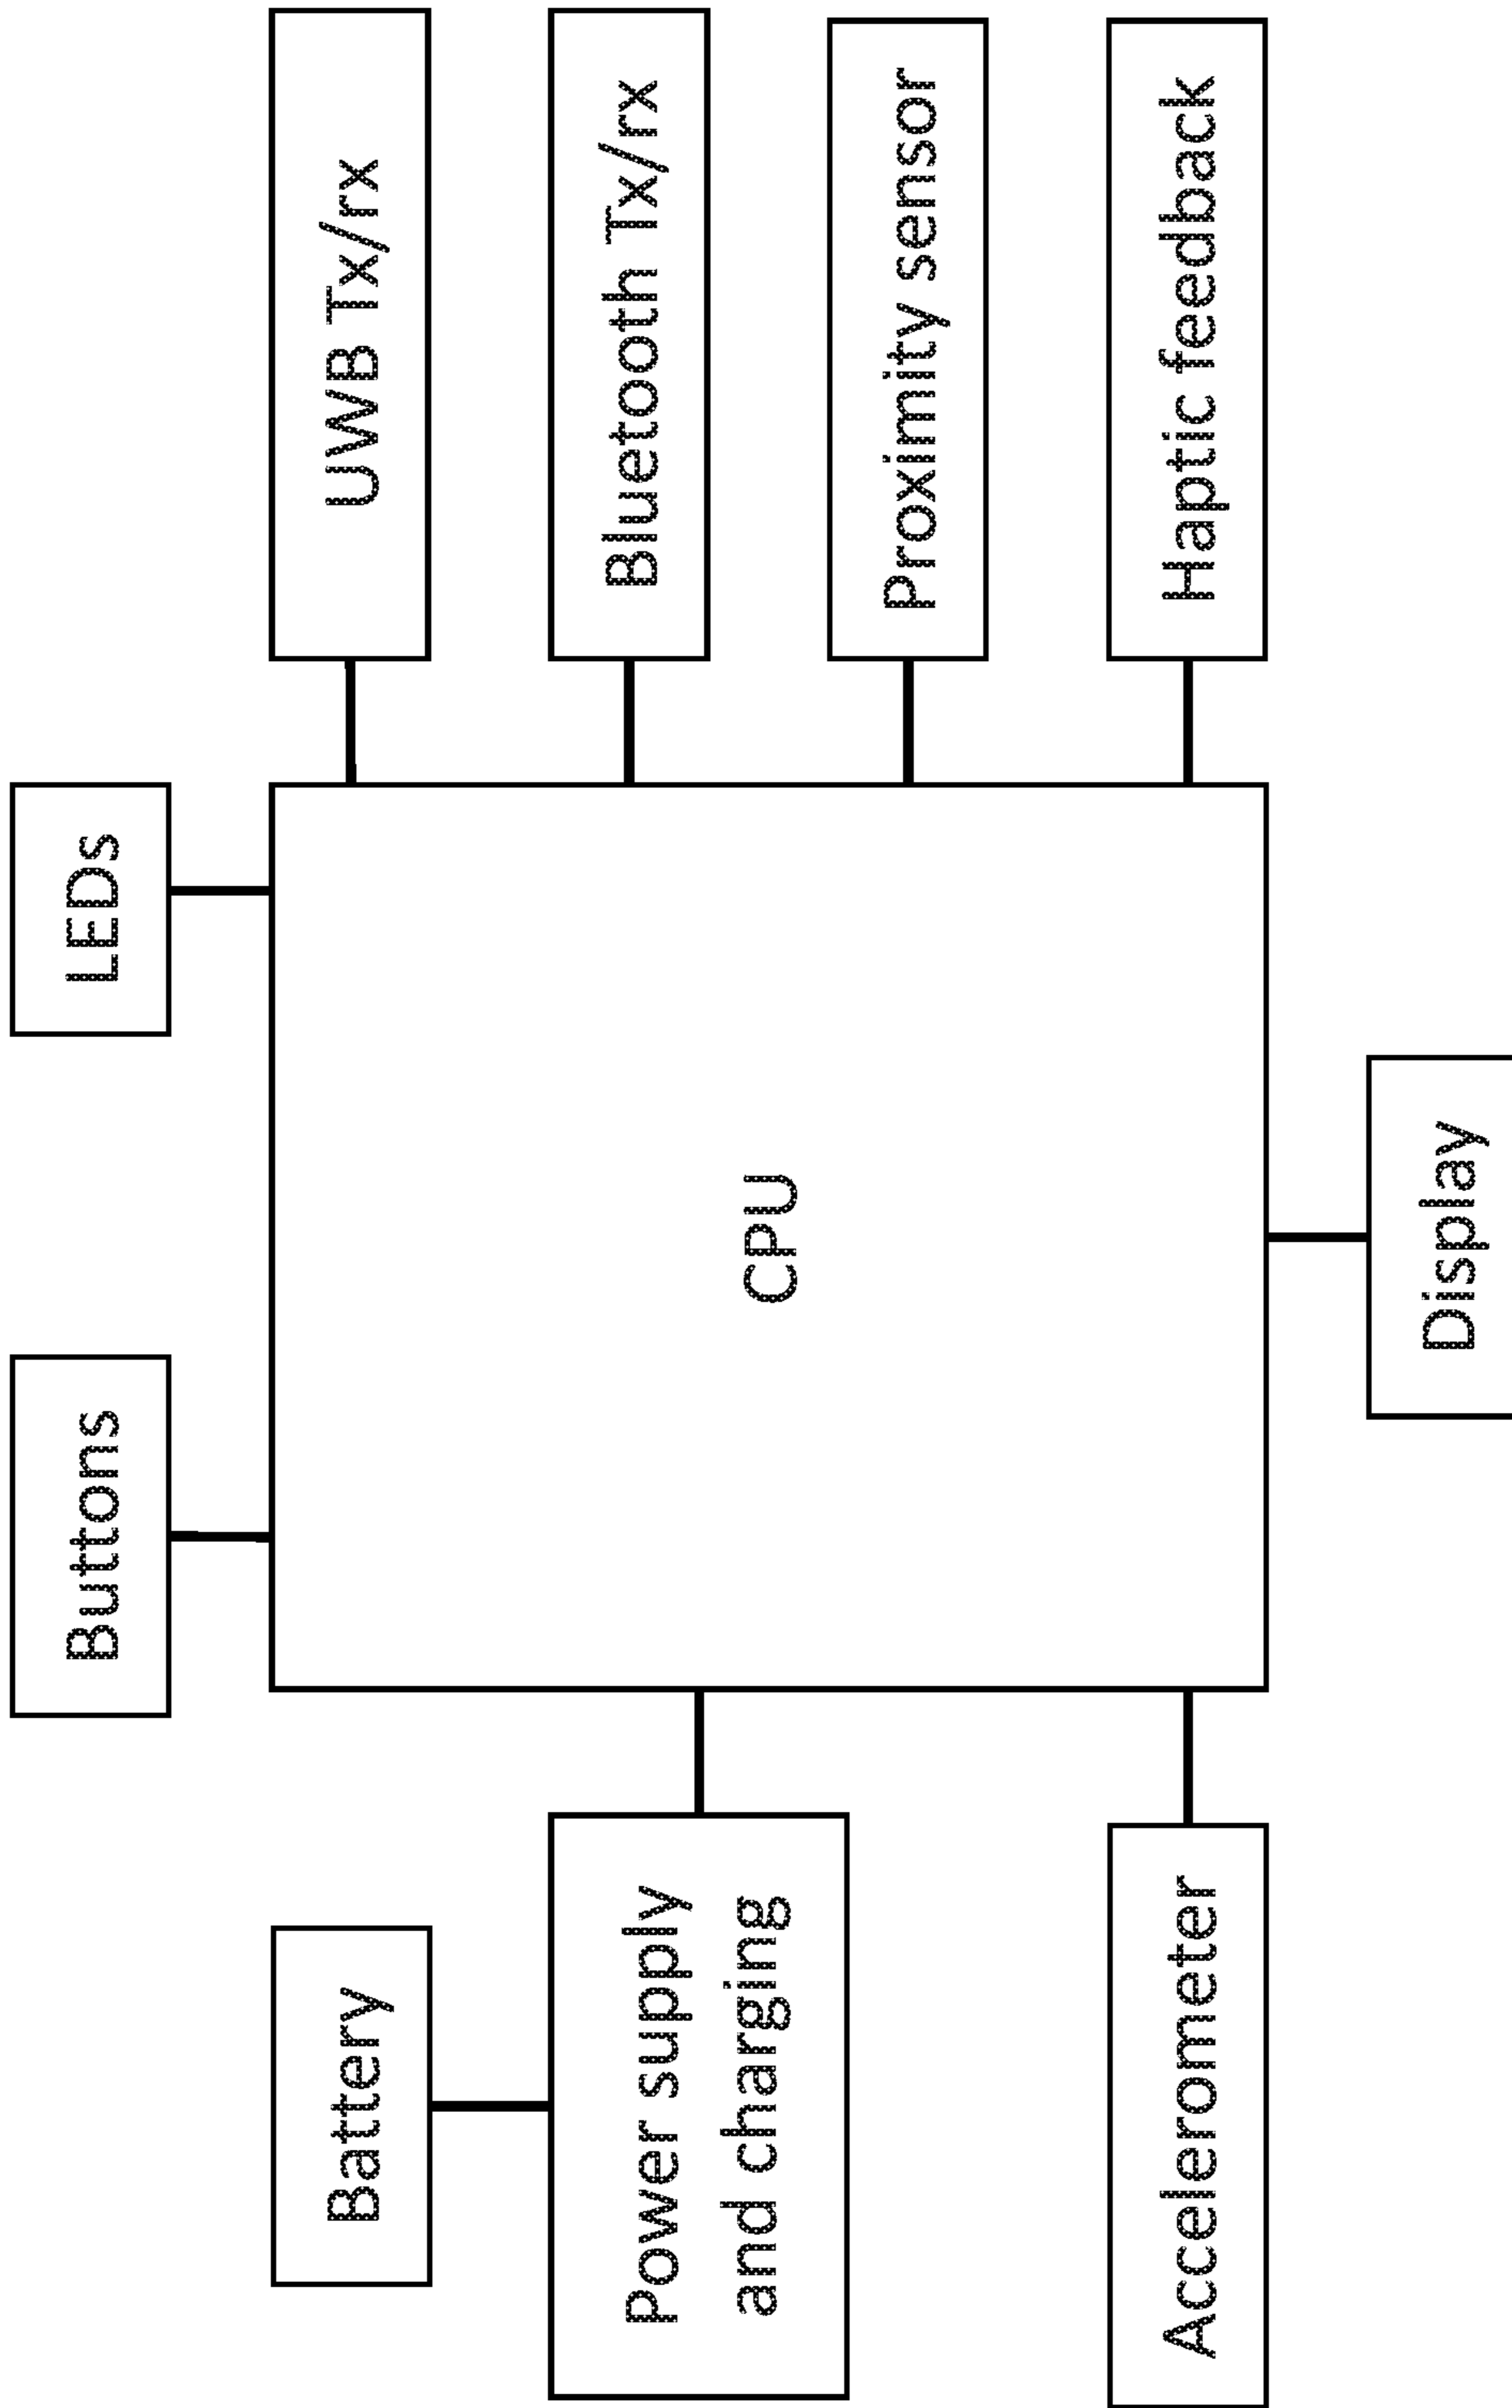 Buttons
LEDs
Battery
UWB Tx/rx
Power supply
and charging
CPU
Bluetooth Tx/rx
Proximity sensor
Accelerometer
Haptic feedback
Display